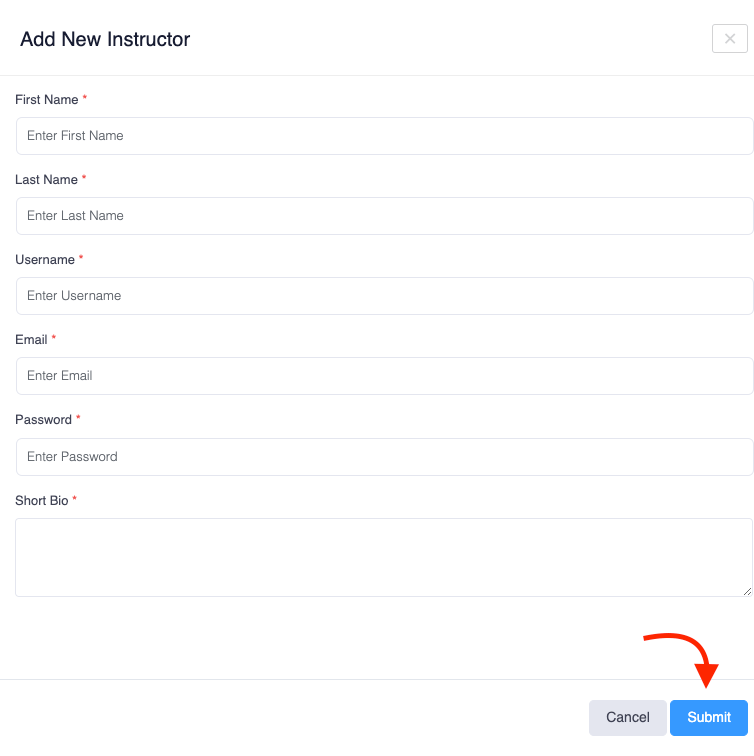 Add New Instructor
First Name *
Enter First Name
Last Name *
Enter Last Name
Username *
Enter Username
Email *
Enter Email
Password *
Enter Password
Short Bio *
Cancel Submit